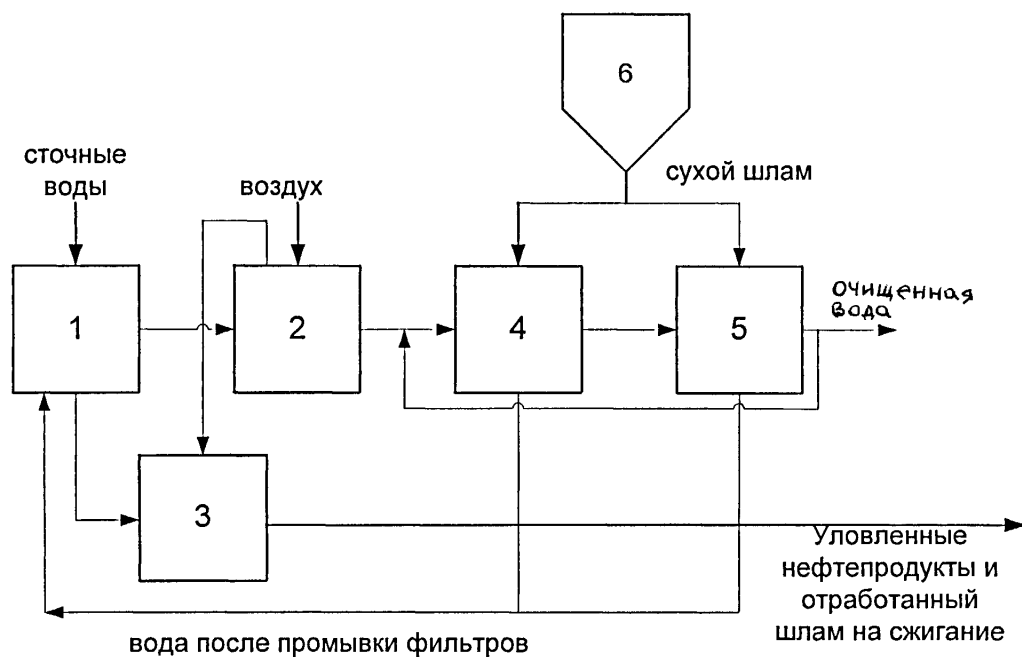 6
сточные
воды
воздух
сухой шлам
1
2
4
5
очищенная
вода
3
Уловленные
нефтепродукты и
отработанный
шлам на сжигание
вода после промывки фильтров